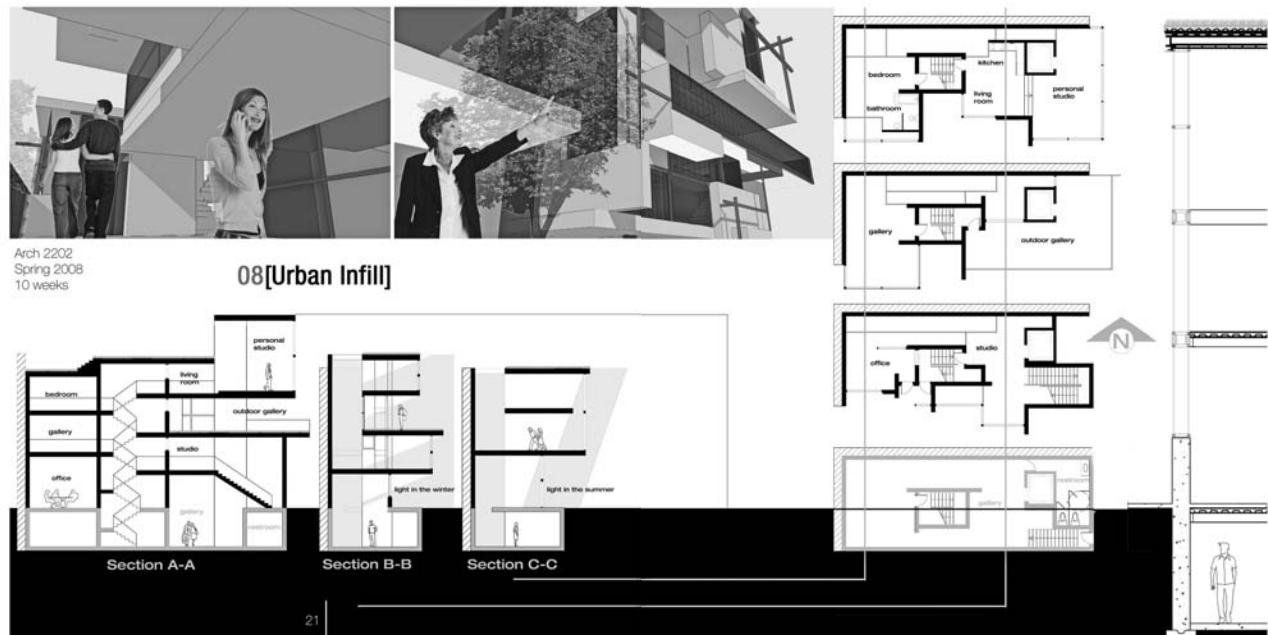 Arch 2202
Spring 2008
10 weeks
08[Urban Infill]
personal
studio
living
room
bedroom
outdoor gallery
gallery
studio
office
gallery
restroom
Section A-A
light in the winter
Section B-B
light in the summer
Section C-C
21
bedroom
kitchen
living
room
personal
studio
bathroom
gallery
outdoor gallery
office
studio
N
gallery
restroom